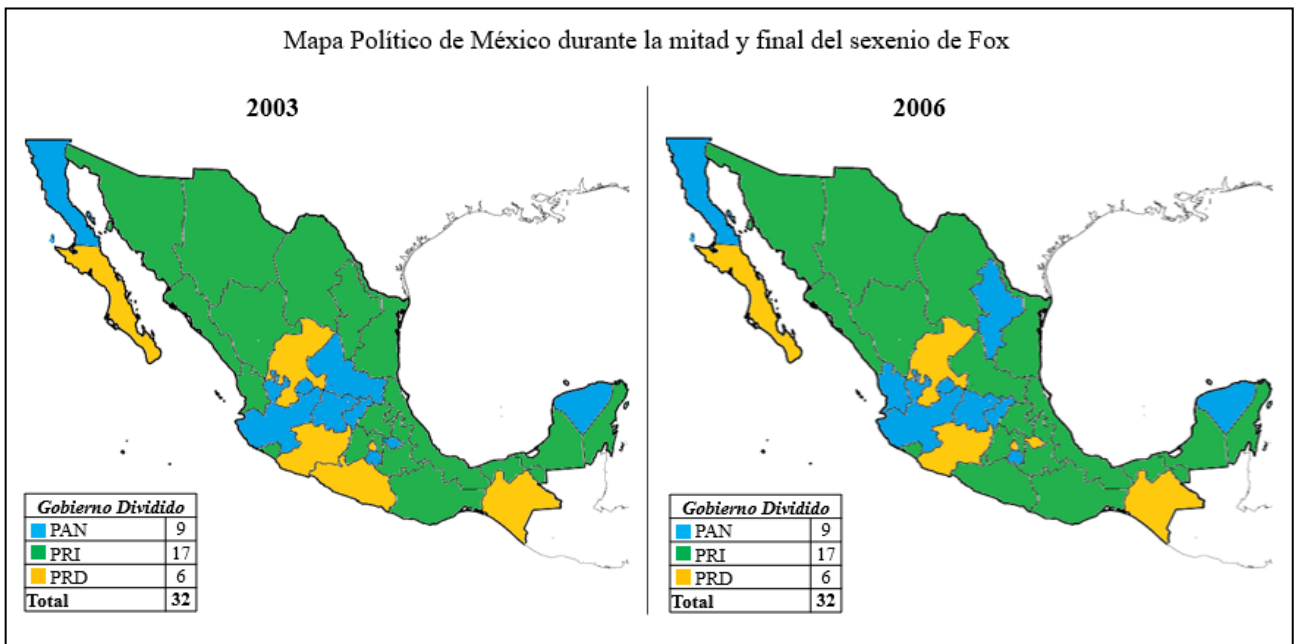 Mapa Político de México durante la mitad y final del sexenio de Fox
2003
Gobierno Dividido
PAN 9
PRI 17
PRD 6
Total 32
2006
Gobierno Dividido
PAN 9
PRI 17
PRD 6
Total 32